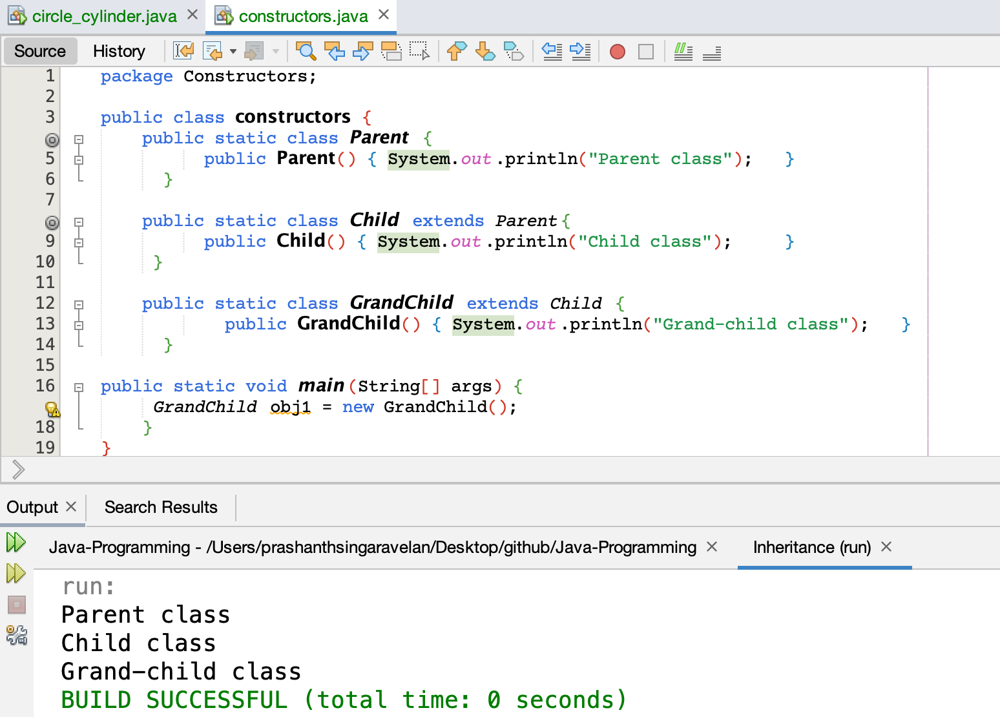 circle_cylinder.java constructors.java
Source History
1 package Constructors;
2
3 public class constructors {
public static class Parent {
5 public Parent() { System.out.println("Parent class"); }
6 }
7
public static class Child extends Parent{
9 public Child() { System.out.println("Child class"); }
10 }
11
12 public static class GrandChild extends Child {
13 public GrandChild() { System.out.println("Grand-child class"); }
14 }
15
16 public static void main(String[] args) {
GrandChild obj1 = new GrandChild();
18 }
19 }
Output Search Results
Java-Programming - /Users/prashanthsingaravelan/Desktop/github/Java-Programming Inheritance (run)
run:
Parent class
Child class
Grand-child class
BUILD SUCCESSFUL (total time: 0 seconds)